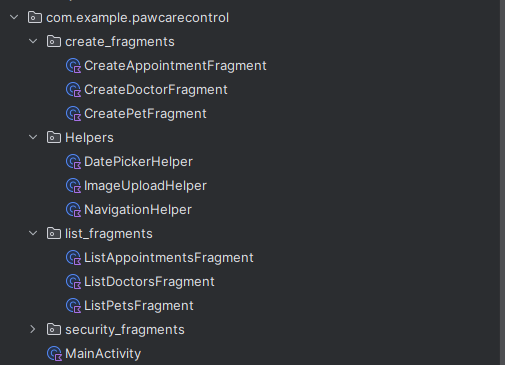 com.example.pawcarecontrol
create_fragments
CreateAppointmentFragment
CreateDoctorFragment
CreatePetFragment
Helpers
DatePickerHelper
ImageUploadHelper
NavigationHelper
list_fragments
ListAppointmentsFragment
ListDoctorsFragment
ListPetsFragment
security_fragments
MainActivity